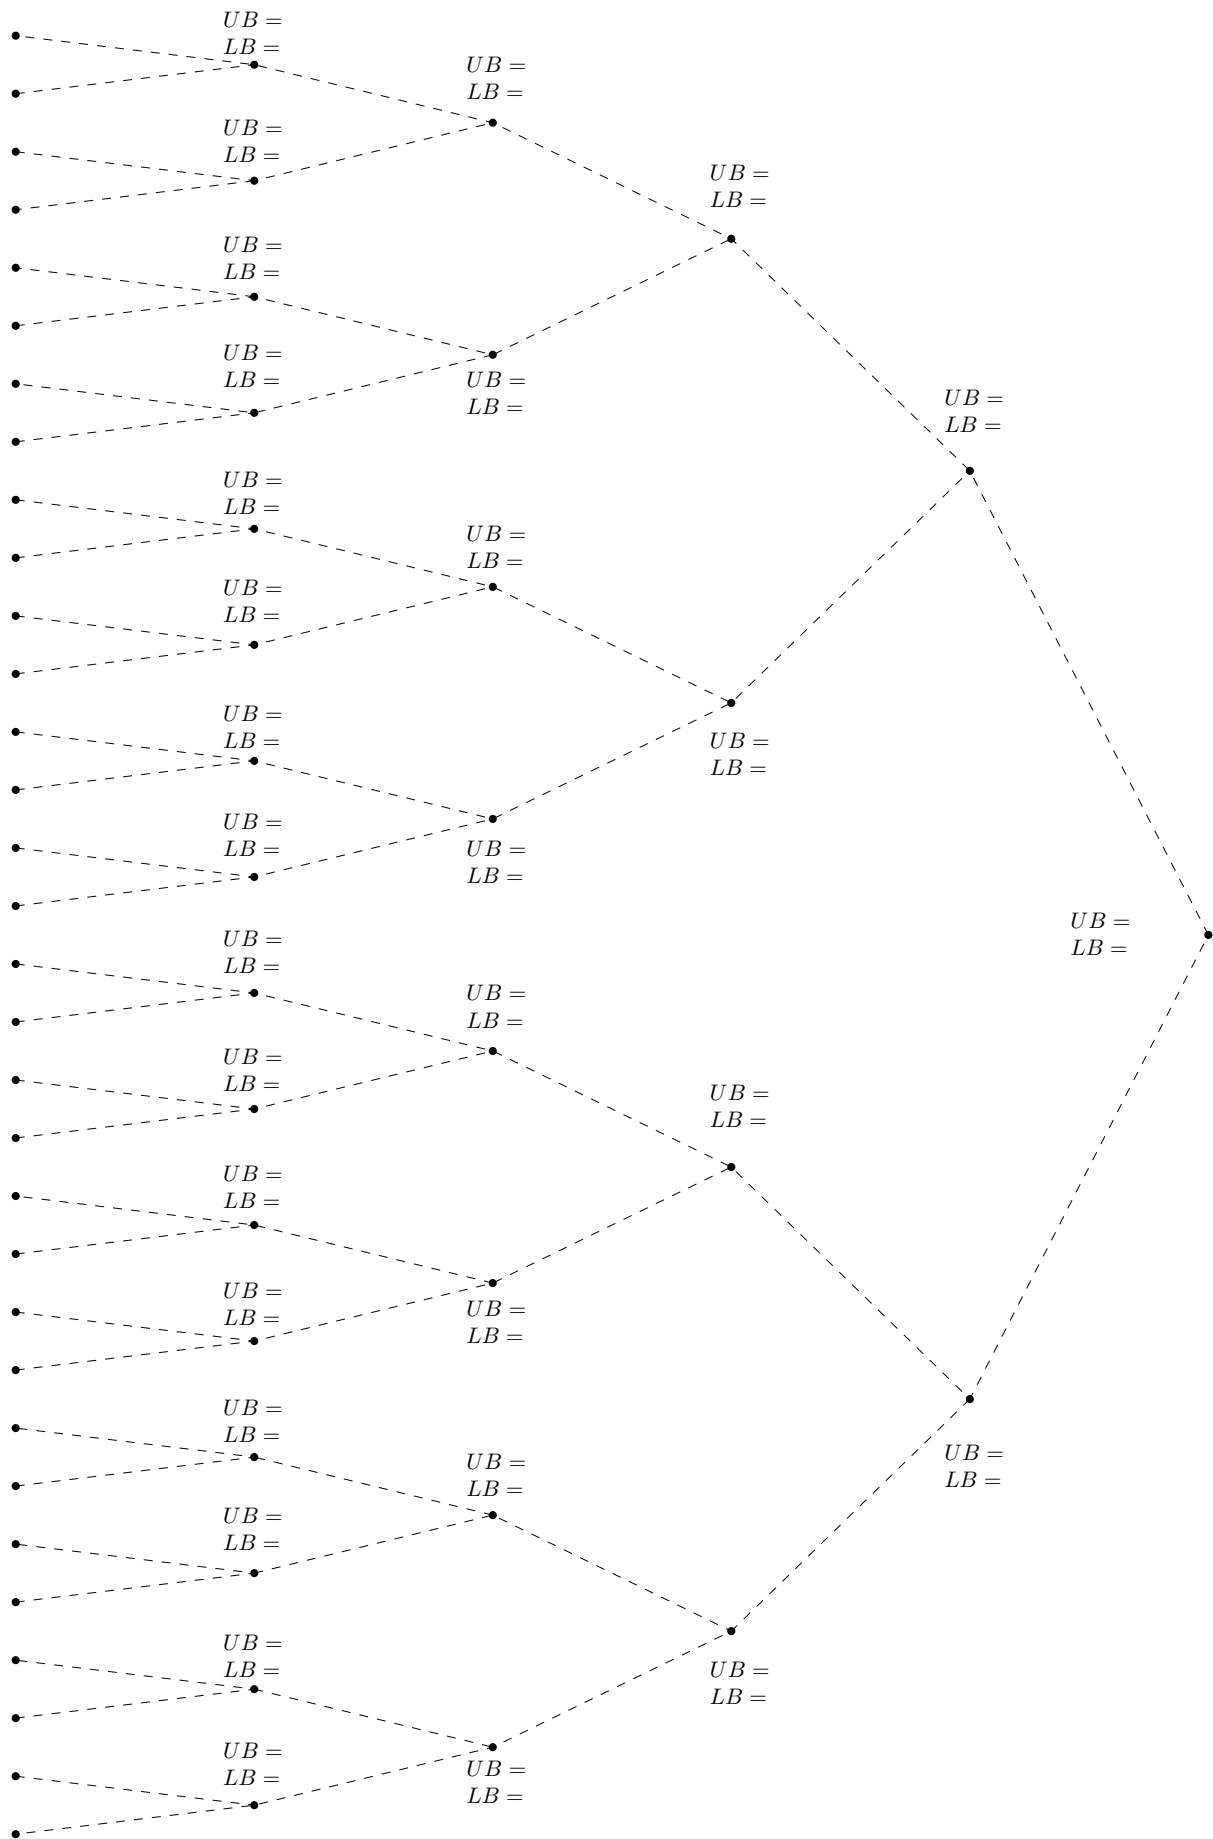 UB =
LB =
UB =
LB =
UB =
LB =
UB =
LB =
UB =
LB =
UB =
LB =
UB =
LB =
UB =
LB =
UB =
LB =
UB =
LB =
UB =
LB =
UB =
LB =
UB =
LB =
UB =
LB =
UB =
LB =
UB =
LB =
UB =
LB =
UB =
LB =
UB =
LB =
UB =
LB =
UB =
LB =
UB =
LB =
UB =
LB =
UB =
LB =
UB =
LB =
UB =
LB =
UB =
LB =
UB =
LB =
UB =
LB =
UB =
LB =
UB =
LB =